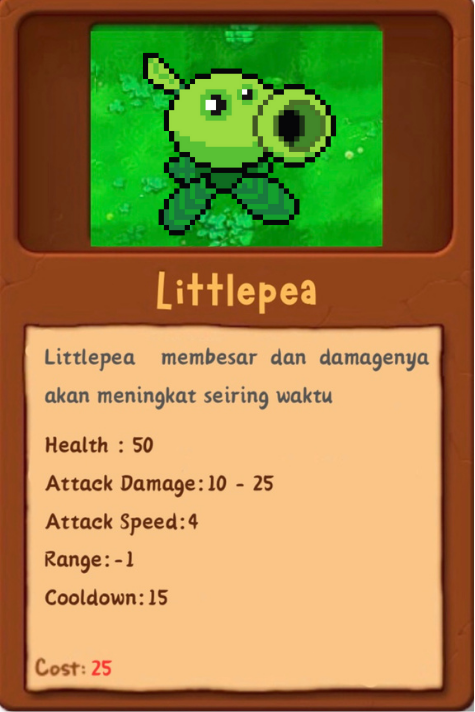 Littlepea
Littlepea membesar dan damagenya
akan meningkat seiring waktu
Health : 50
Attack Damage:10 - 25
Attack Speed:4
Range:-1
Cooldown:15
Cost: 25